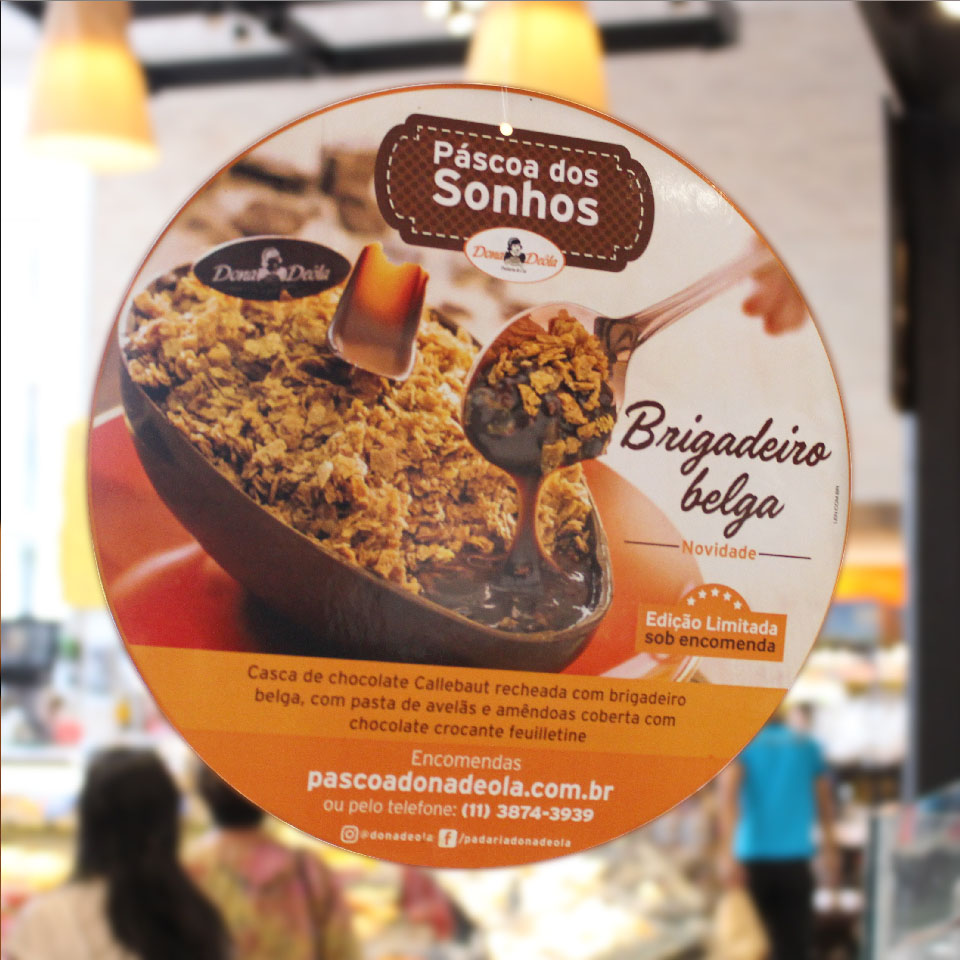 Páscoa dos
Sonhos
Dona Deôla
Dona Deôla
Brigadeiro
belga
Novidade
Edição Limitada
sob encomenda
Casca de chocolate Callebaut recheada com brigadeiro
belga, com pasta de avelãs e amêndoas coberta com
chocolate crocante feuilletine
Encomendas
pascoadonadeola.com.br
ou pelo telefone: (11) 3874-3939
@donadeola f /padariadonadeola